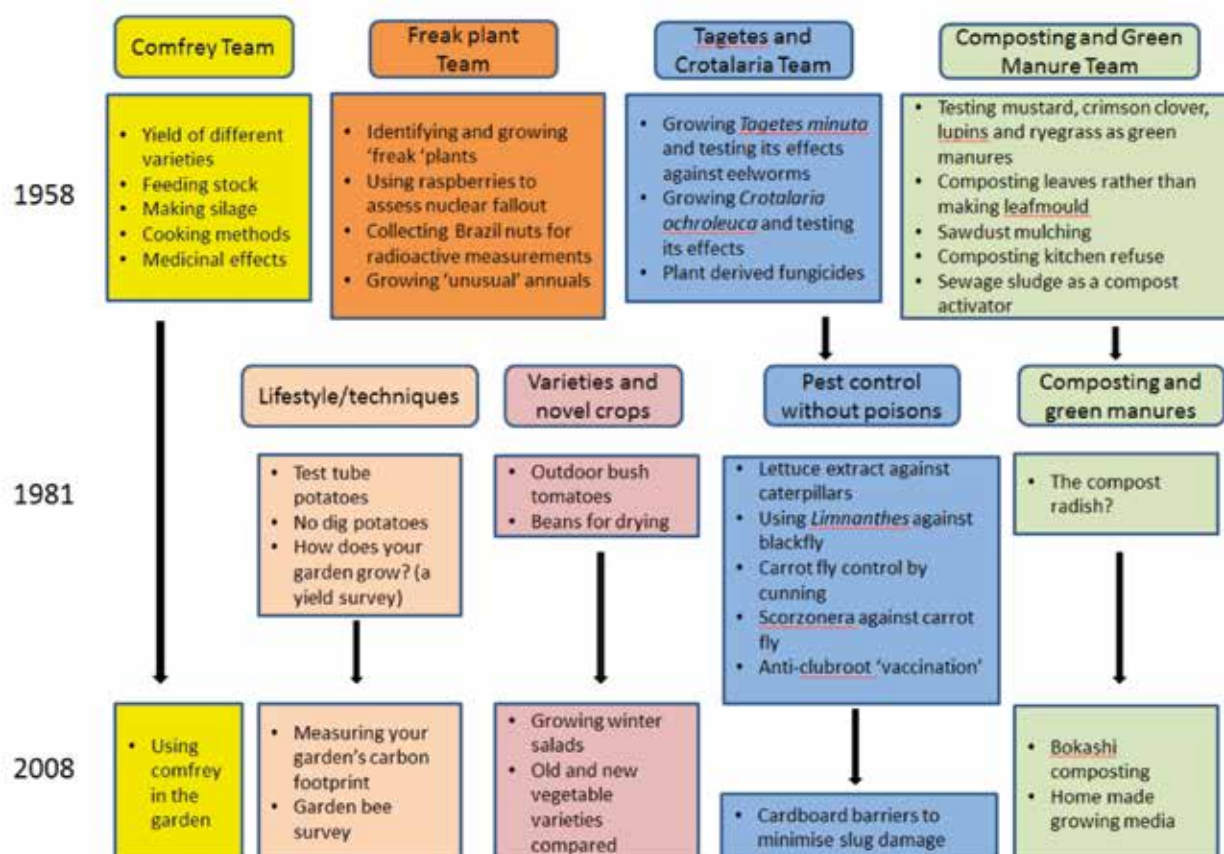 Comfrey Team
Freak plant
Team
Tagetes and
Crotalaria Team
Composting and Green
Manure Team
1958
• Yield of different
varieties
• Feeding stock
• Making silage
• Cooking methods
• Medicinal effects
• Identifying and growing
‘freak ‘plants
• Using raspberries to
assess nuclear fallout
• Collecting Brazil nuts for
radioactive measurements
• Growing ‘unusual’ annuals
• Growing Tagetes minuta
and testing its effects
against eelworms
• Growing Crotalaria
ochroleuca and testing
its effects
• Plant derived fungicides
• Testing mustard, crimson clover,
lupins and ryegrass as green
manures
• Composting leaves rather than
making leafmould
• Sawdust mulching
• Composting kitchen refuse
• Sewage sludge as a compost
activator
Lifestyle/techniques
Varieties and
novel crops
Pest control
without poisons
Composting and
green manures
1981
• Test tube
potatoes
• No dig potatoes
• How does your
garden grow? (a
yield survey)
• Outdoor bush
tomatoes
• Beans for drying
• Lettuce extract against
caterpillars
• Using Limnanthes against
blackfly
• Carrot fly control by
cunning
• Scorzonera against carrot
fly
• Anti-clubroot ‘vaccination’
• The compost
radish?
2008
• Using
comfrey
in the
garden
• Measuring your
garden’s carbon
footprint
• Garden bee
survey
• Growing winter
salads
• Old and new
vegetable
varieties
compared
• Cardboard barriers to
minimise slug damage
• Bokashi
composting
• Home made
growing media